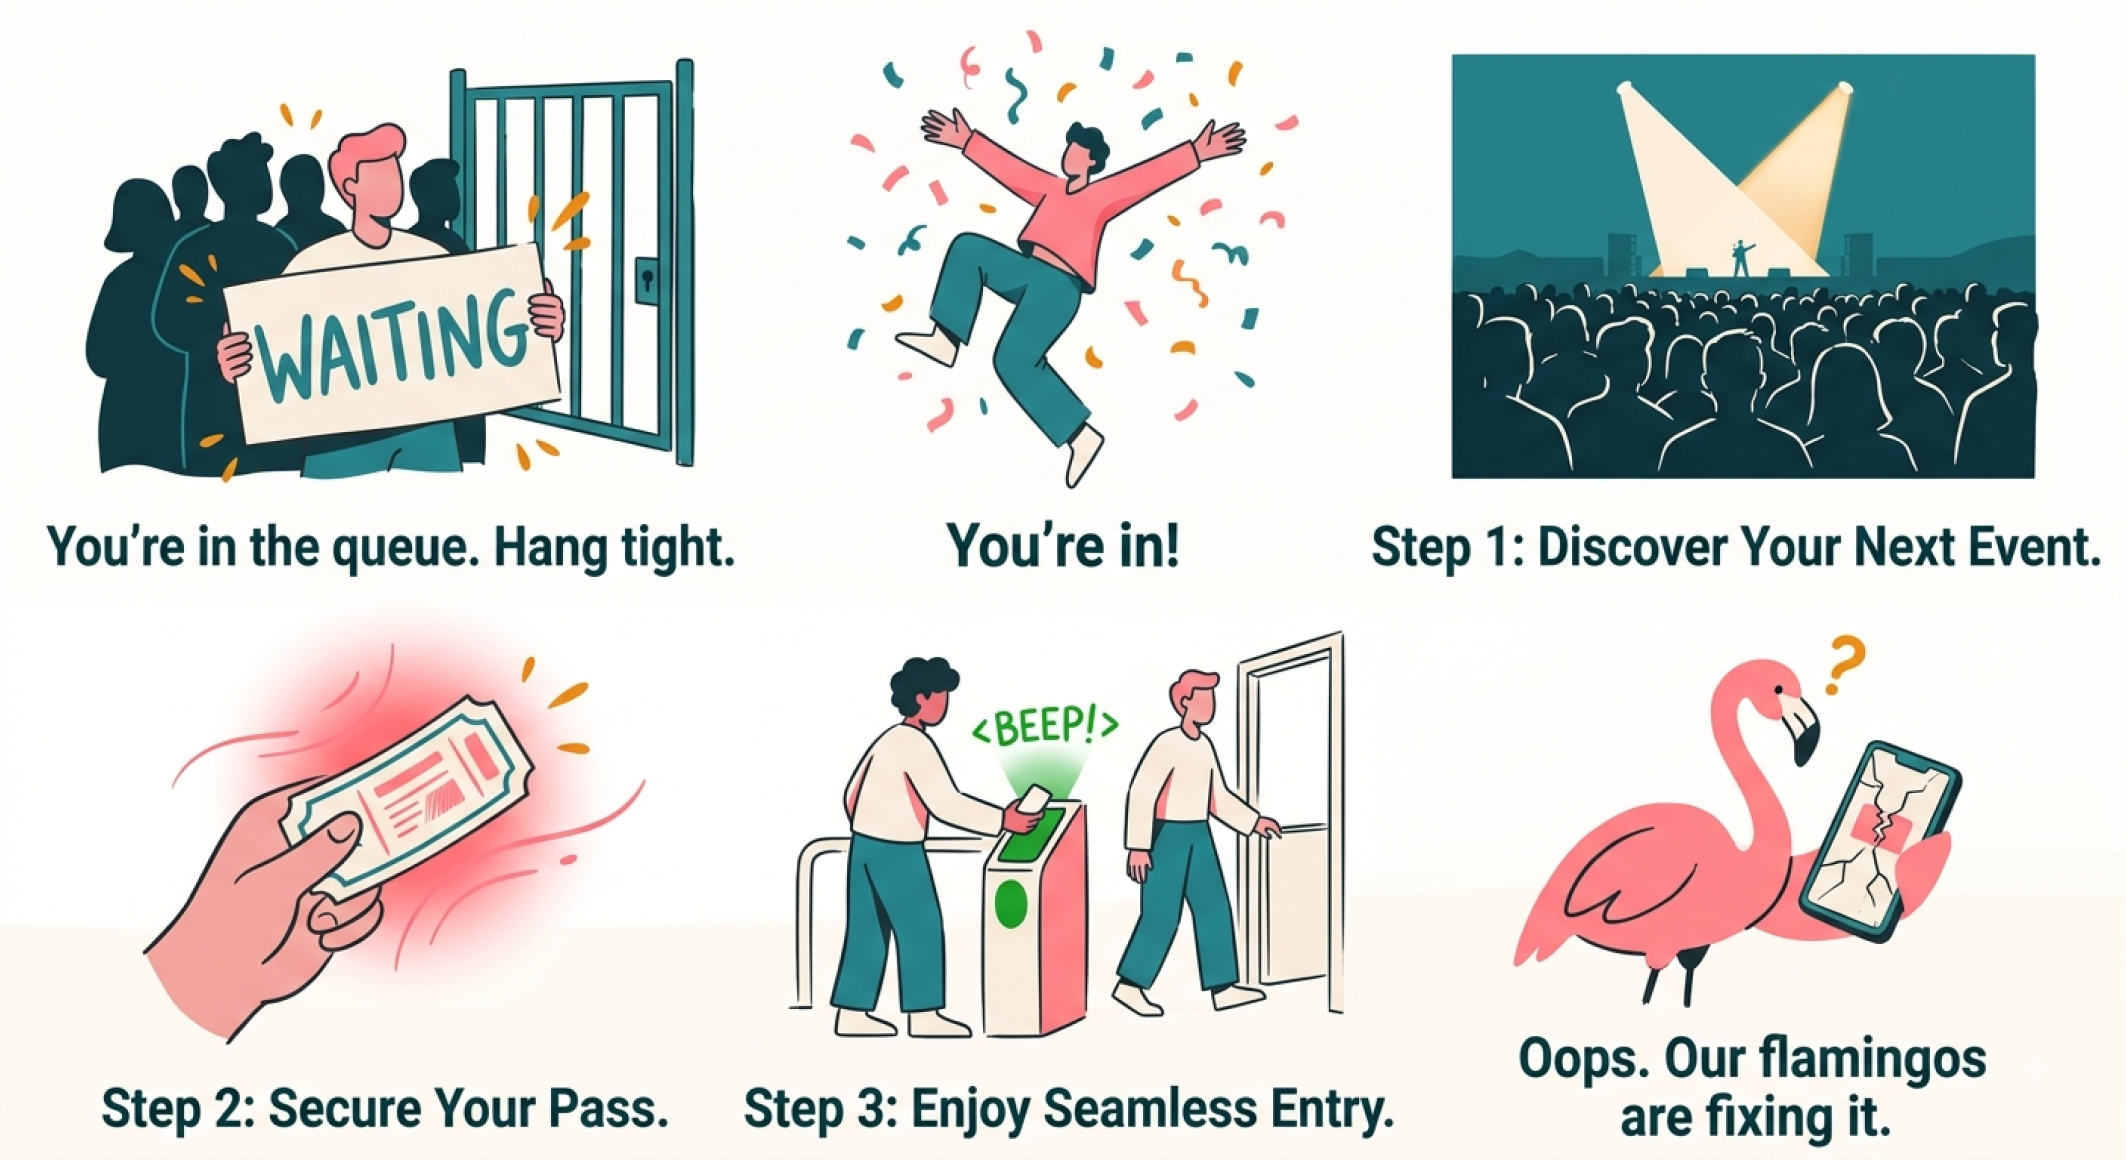 WAITING
You're in the queue. Hang tight.
You're in!
Step 1: Discover Your Next Event.
Step 2: Secure Your Pass.
<BEEP!>
Step 3: Enjoy Seamless Entry.
?
Oops. Our flamingos
are fixing it.